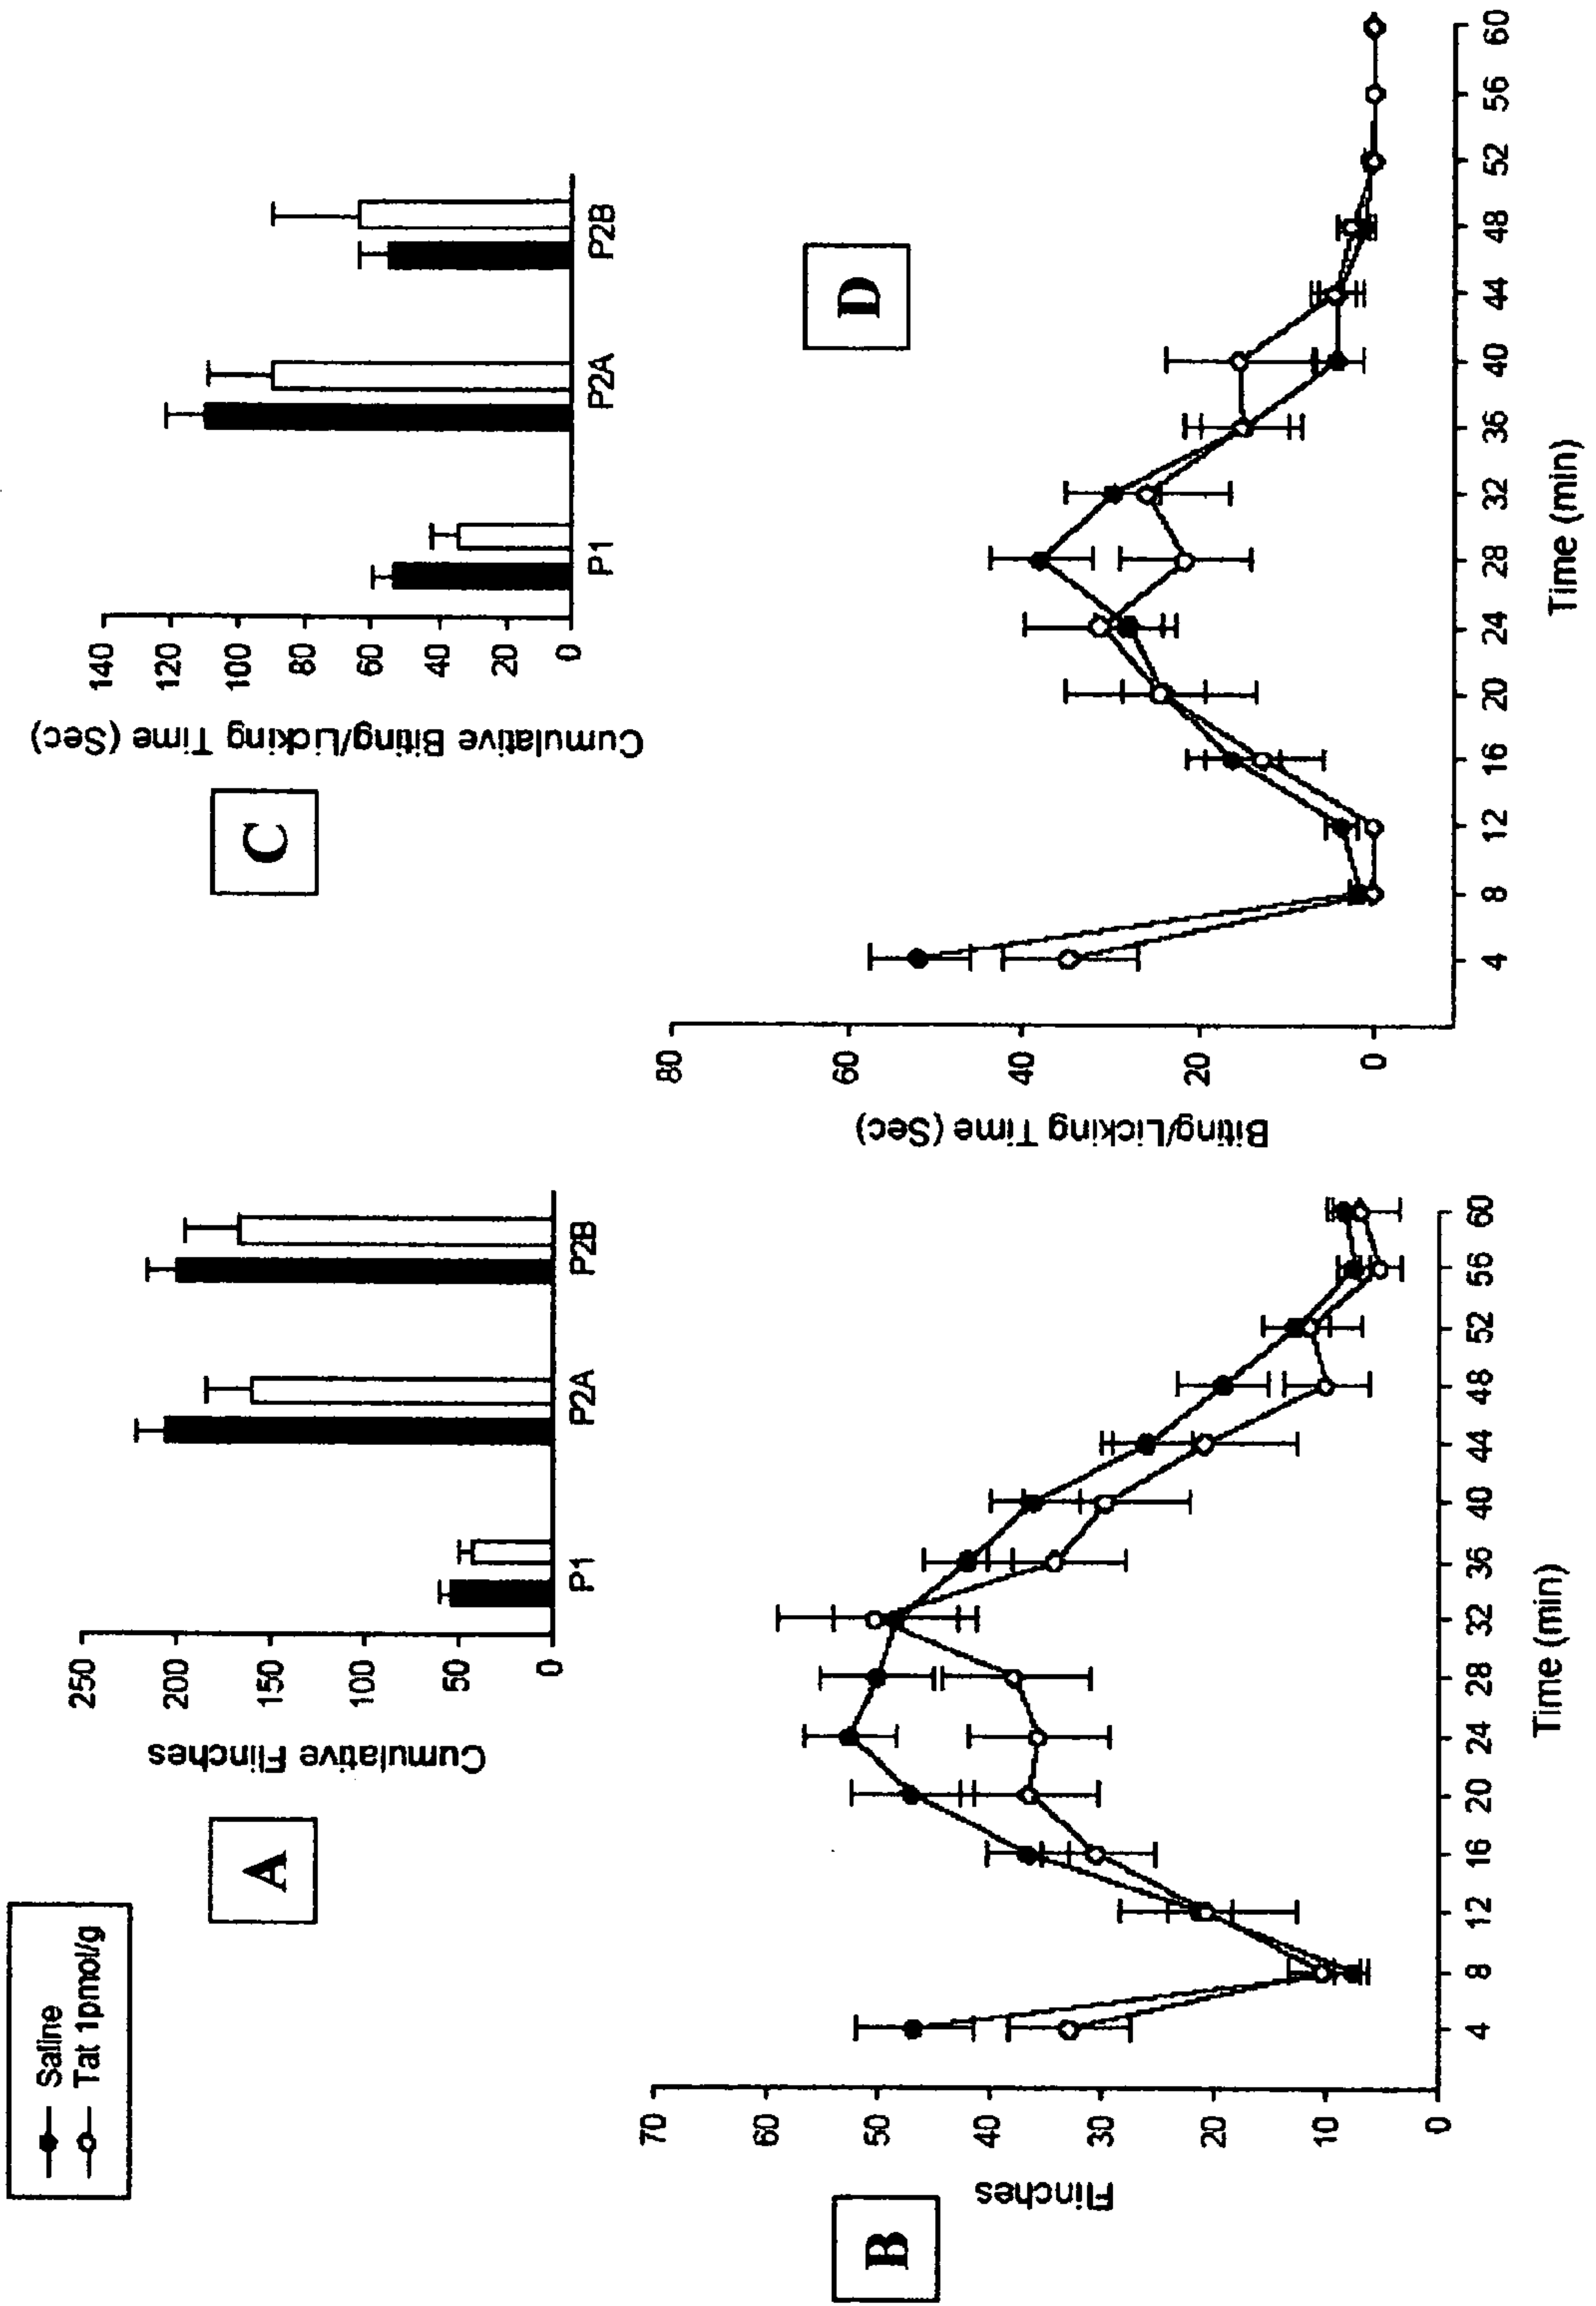 Saline
Tat 1pmol/g
A
Cumulative Flinches
250
200
150
100
50
0
P1 P2A P2B
B
Flinches
70
60
50
40
30
20
10
0
4 8 12 16 20 24 28 32 36 40 44 48 52 56 60
Time (min)
C
Cumulative Biting/Licking Time (Sec)
140
120
100
80
60
40
20
0
P1 P2A P2B
D
Biting/Licking Time (Sec)
80
60
40
20
0
4 8 12 16 20 24 28 32 36 40 44 48 52 56 60
Time (min)